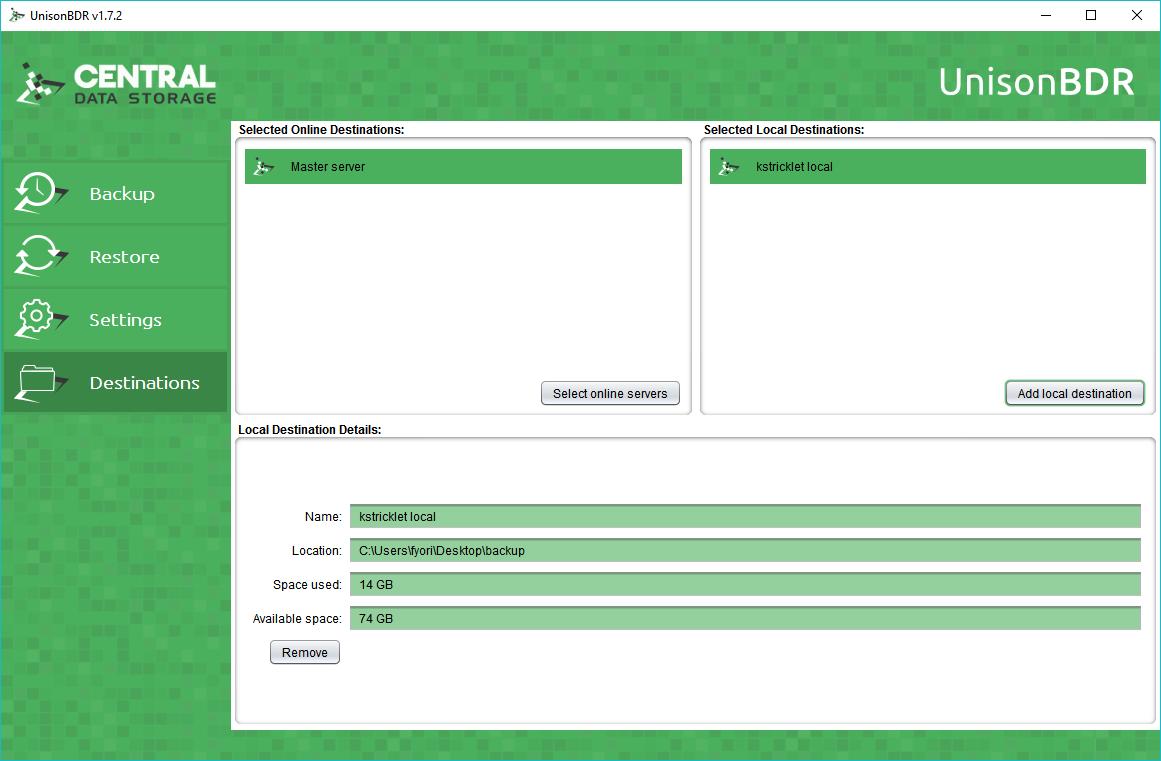 UnisonBDR v1.7.2
CENTRAL
DATA STORAGE
UnisonBDR
Backup
Restore
Settings
Destinations
Selected Online Destinations:
Master server
Select online servers
Selected Local Destinations:
kstricklet local
Add local destination
Local Destination Details:
Name: kstricklet local
Location: C:\Users\fyori\Desktop\backup
Space used: 14 GB
Available space: 74 GB
Remove